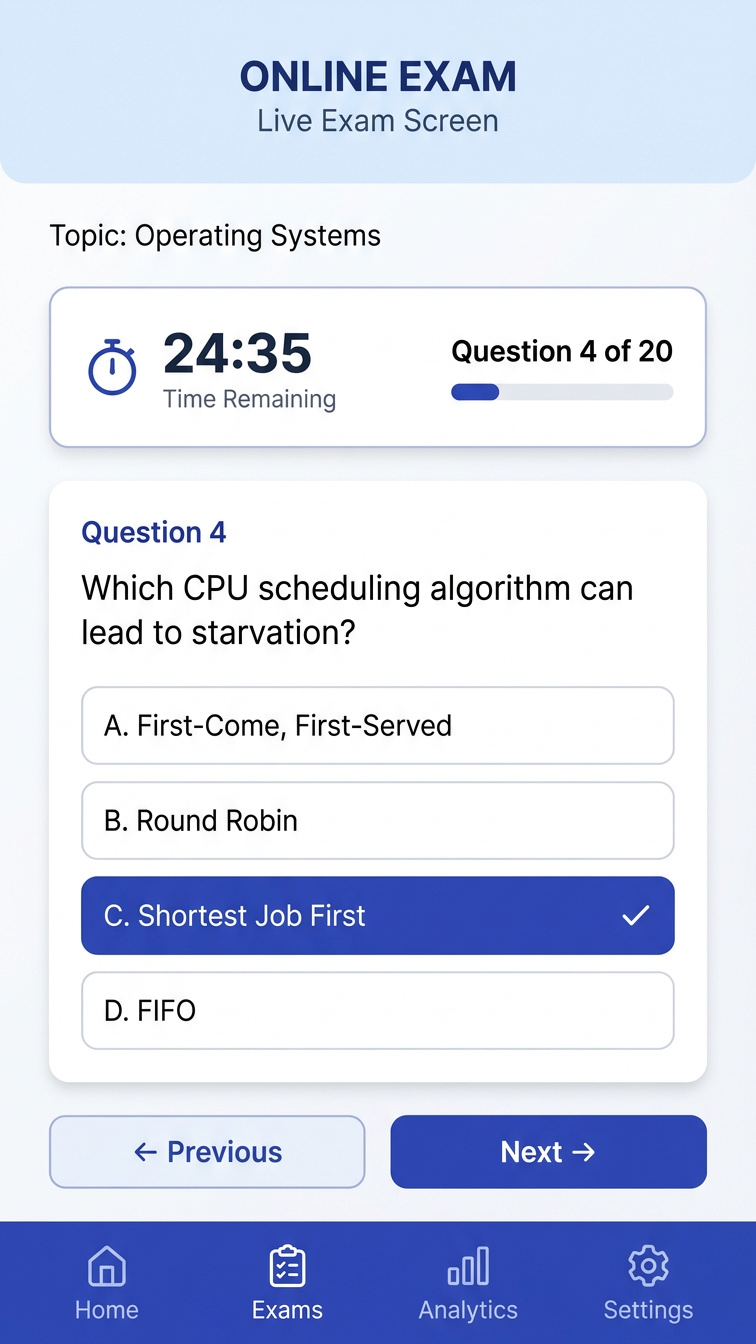 ONLINE EXAM
Live Exam Screen
Topic: Operating Systems
24:35
Time Remaining
Question 4 of 20
Question 4
Which CPU scheduling algorithm can
lead to starvation?
A. First-Come, First-Served
B. Round Robin
C. Shortest Job First
D. FIFO
← Previous
Next →
Home
Exams
Analytics
Settings